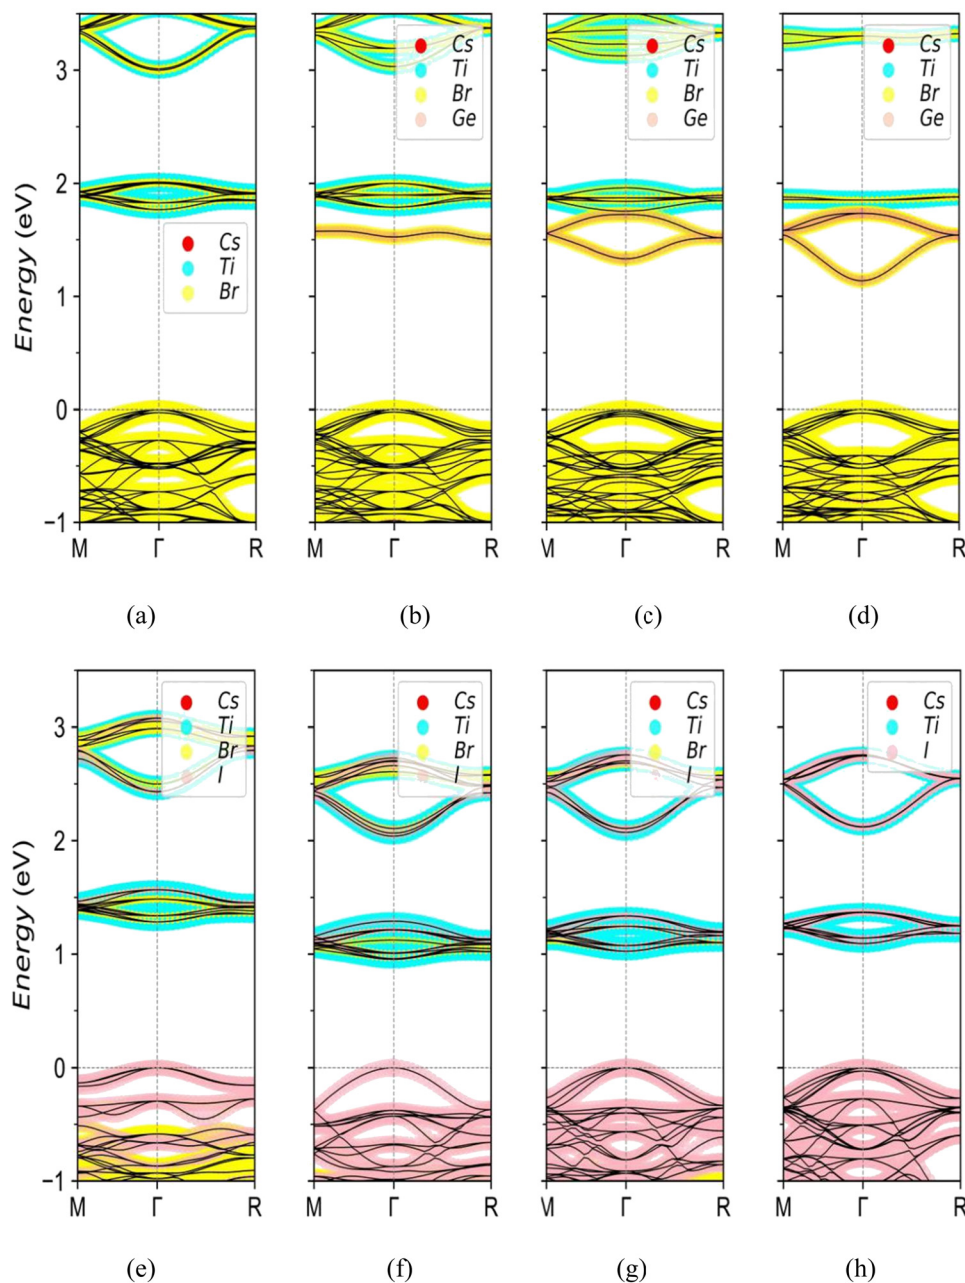 Energy (eV)
3
2
1
0
−1
Cs
Ti
Br
M Γ R
Cs
Ti
Br
Ge
M Γ R
Cs
Ti
Br
Ge
Γ R
Cs
Ti
Br
Ge
M Γ R
(a) (b) (c) (d)
Energy (eV)
3
2
1
0
−1
Cs
Ti
Br
I
M Γ R
Cs
Ti
Br
I
M Γ R
Cs
Ti
Br
I
Γ R
Cs
Ti
I
M Γ R
(e) (f) (g) (h)